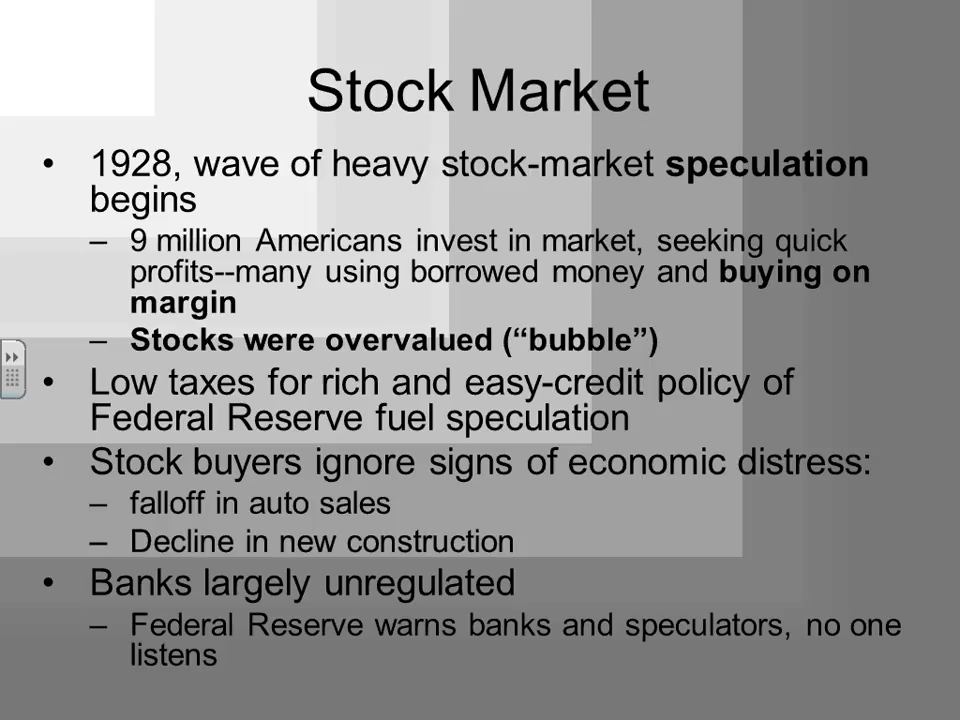 Stock Market
• 1928, wave of heavy stock-market speculation
begins
– 9 million Americans invest in market, seeking quick
profits--many using borrowed money and buying on
margin
– Stocks were overvalued (“bubble”)
• Low taxes for rich and easy-credit policy of
Federal Reserve fuel speculation
• Stock buyers ignore signs of economic distress:
– falloff in auto sales
– Decline in new construction
• Banks largely unregulated
– Federal Reserve warns banks and speculators, no one
listens